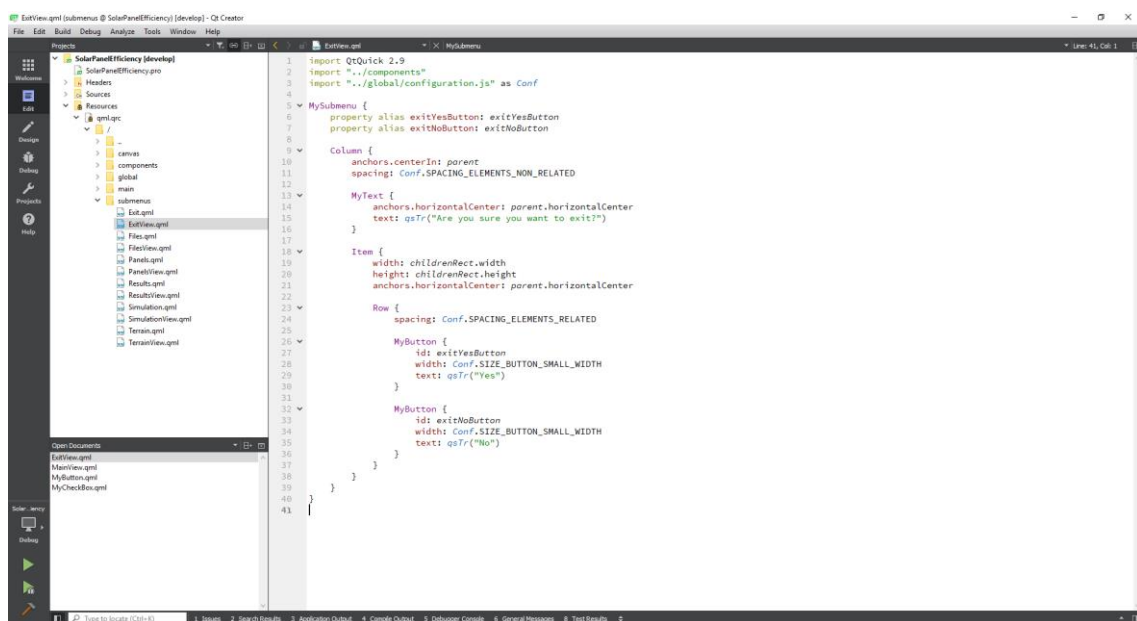 ExitView.qml (submenus @ SolarPanelEfficiency) [develop] - Qt Creator
File Edit Build Debug Analyze Tools Window Help
Projects
ExitView.qml
MySubmenu
Line: 41, Col: 1
Welcome
Edit
Design
Debug
Projects
Help
SolarPanelEfficiency [develop]
SolarPanelEfficiency.pro
Headers
Sources
Resources
qml.qrc
/
_
canvas
components
global
main
submenus
Exit.qml
ExitView.qml
Files.qml
FilesView.qml
Panels.qml
PanelsView.qml
Results.qml
ResultsView.qml
Simulation.qml
SimulationView.qml
Terrain.qml
TerrainView.qml
Open Documents
ExitView.qml
MainView.qml
MyButton.qml
MyCheckBox.qml
Solar...iency
Debug
1 import QtQuick 2.9
2 import "../components"
3 import "../global/configuration.js" as Conf
4
5 MySubmenu {
6 property alias exitYesButton: exitYesButton
7 property alias exitNoButton: exitNoButton
8
9 Column {
10 anchors.centerIn: parent
11 spacing: Conf.SPACING_ELEMENTS_NON_RELATED
12
13 MyText {
14 anchors.horizontalCenter: parent.horizontalCenter
15 text: qsTr("Are you sure you want to exit?")
16 }
17
18 Item {
19 width: childrenRect.width
20 height: childrenRect.height
21 anchors.horizontalCenter: parent.horizontalCenter
22
23 Row {
24 spacing: Conf.SPACING_ELEMENTS_RELATED
25
26 MyButton {
27 id: exitYesButton
28 width: Conf.SIZE_BUTTON_SMALL_WIDTH
29 text: qsTr("Yes")
30 }
31
32 MyButton {
33 id: exitNoButton
34 width: Conf.SIZE_BUTTON_SMALL_WIDTH
35 text: qsTr("No")
36 }
37 }
38 }
39 }
40 }
41
Type to locate (Ctrl+K)
1 Issues 2 Search Results 3 Application Output 4 Compile Output 5 Debugger Console 6 General Messages 8 Test Results